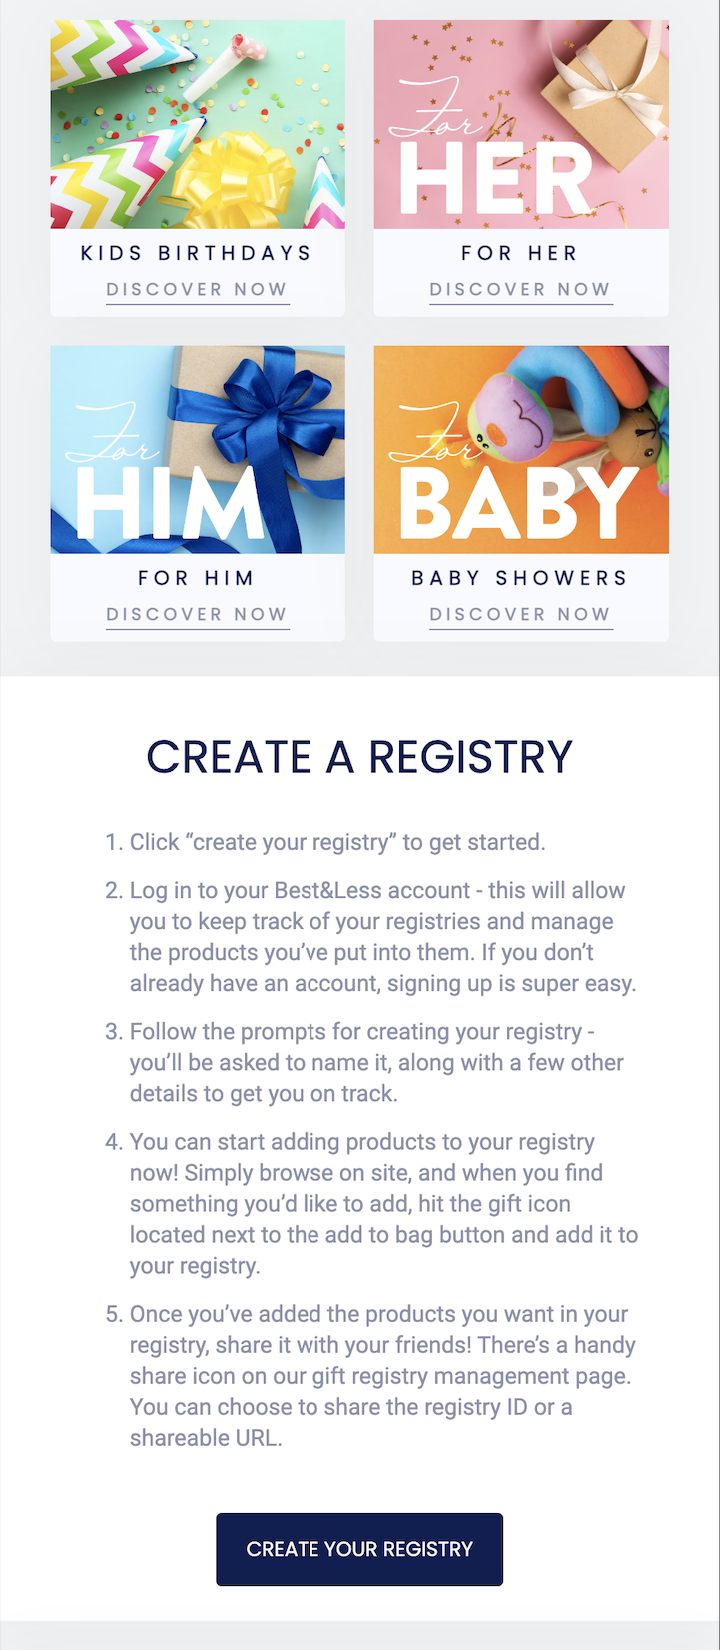 For
HER
KIDS BIRTHDAYS
DISCOVER NOW
FOR HER
DISCOVER NOW
For
HIM
For
BABY
FOR HIM
DISCOVER NOW
BABY SHOWERS
DISCOVER NOW
CREATE A REGISTRY
1. Click “create your registry” to get started.
2. Log in to your Best&Less account - this will allow
you to keep track of your registries and manage
the products you’ve put into them. If you don’t
already have an account, signing up is super easy.
3. Follow the prompts for creating your registry -
you’ll be asked to name it, along with a few other
details to get you on track.
4. You can start adding products to your registry
now! Simply browse on site, and when you find
something you’d like to add, hit the gift icon
located next to the add to bag button and add it to
your registry.
5. Once you’ve added the products you want in your
registry, share it with your friends! There’s a handy
share icon on our gift registry management page.
You can choose to share the registry ID or a
shareable URL.
CREATE YOUR REGISTRY